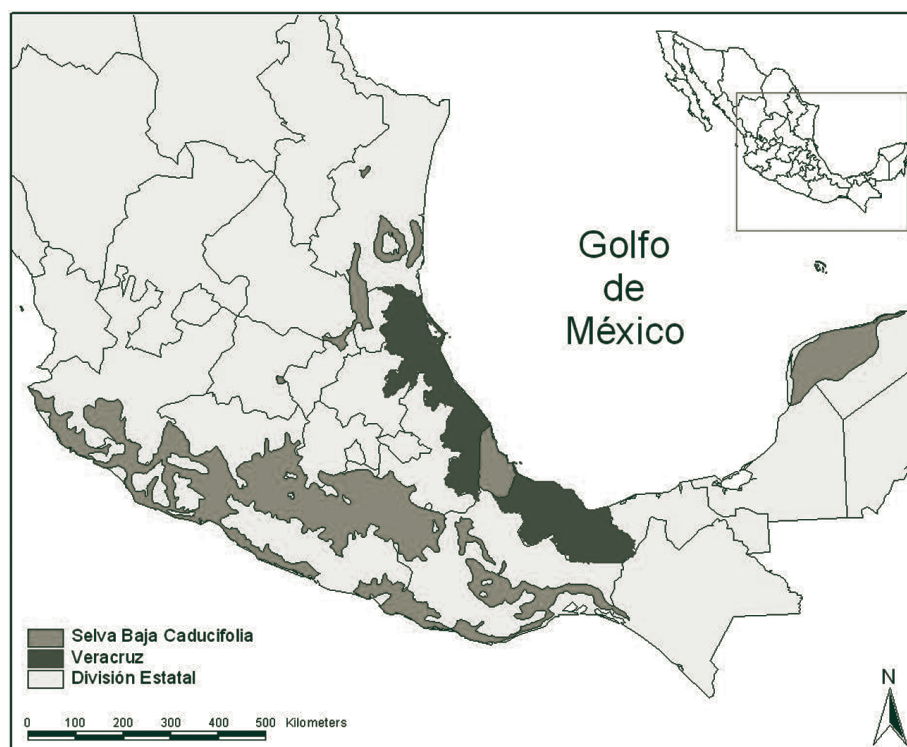 Golfo
de
México
Selva Baja Caducifolia
Veracruz
División Estatal
0 100 200 300 400 500 Kilometers
N